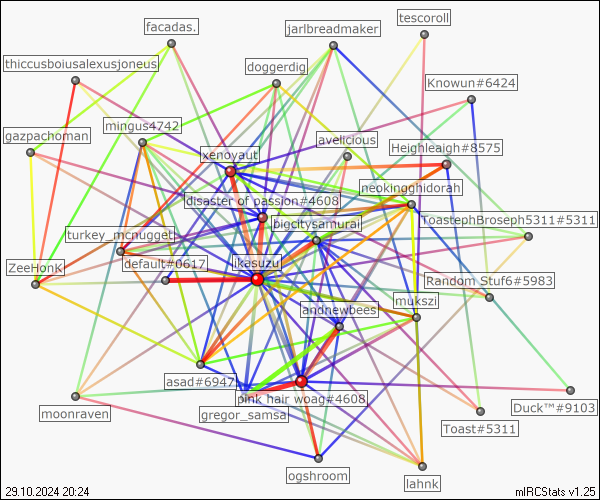 tescoroll
facadas.
jarlbreadmaker
thiccusboiusalexusjoneus
doggerdig
Knowun#6424
mingus4742
gazpachoman
avelicious
xenoyaut
Heighleaigh#8575
neokingghidorah
disaster of passion#4608
bigcitysamurai
ToastephBroseph5311#5311
turkey_mcnugget
ZeeHonk
default#0617
ikasuzu
Random Stuf6#5983
mukszi
andnewbees
asad#6947
pink hair woag#4608
moonraven
gregor_samsa
Duck™#9103
Toast#5311
ogshroom
lahnk
29.10.2024 20:24
mIRCStats v1.25